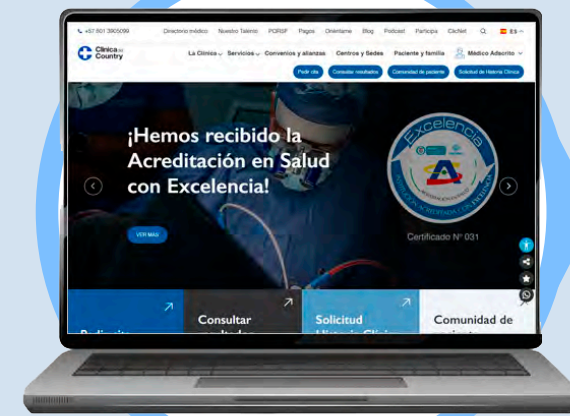 +57 601 3905099 Directorio médico Nuestro Talento PQRSF Pagos Oriéntame Blog Podcast Participa ClicNet ES
Clínica del Country
La Clínica Servicios Convenios y alianzas Centros y Sedes Paciente y familia Médico Adscrito
Pedir cita Consultar resultados Comunidad de paciente Solicitud de Historia Clínica
¡Hemos recibido la
Acreditación en Salud
con Excelencia!
VER MÁS
Excelencia
Certificado N° 031
Consultar
Solicitud
Comunidad de